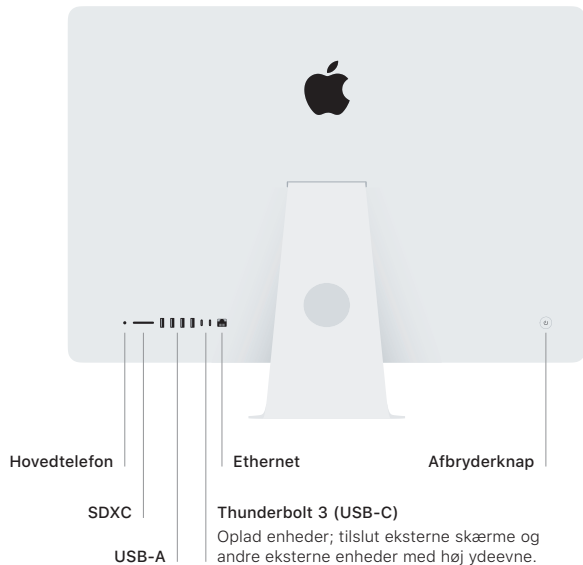 Hovedtelefon
Ethernet
Afbryderknap
SDXC
Thunderbolt 3 (USB-C)
Oplad enheder; tilslut eksterne skærme og
andre eksterne enheder med høj ydeevne.
USB-A